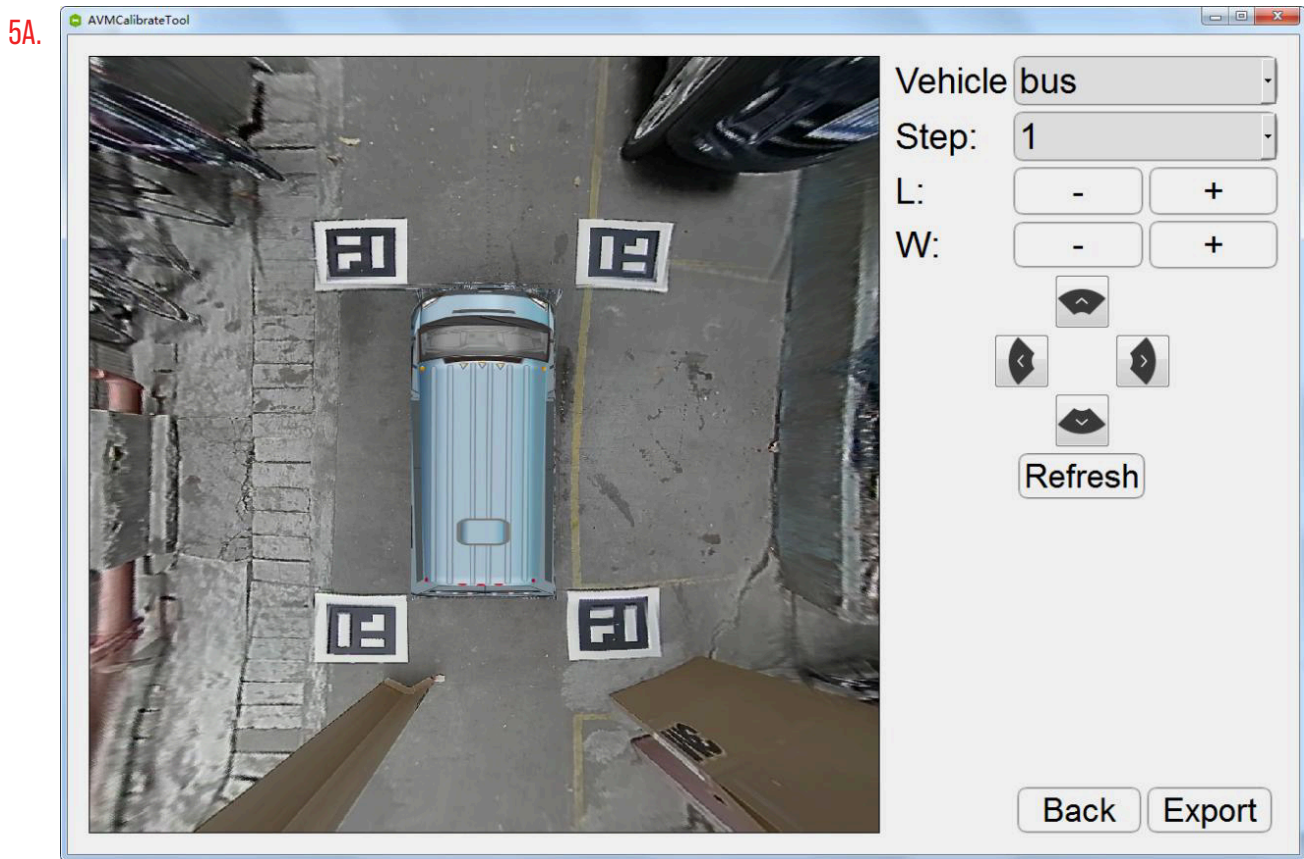 5A.
AVMCalibrateTool
Vehicle bus
Step: 1
L: - +
W: - +
Refresh
Back Export